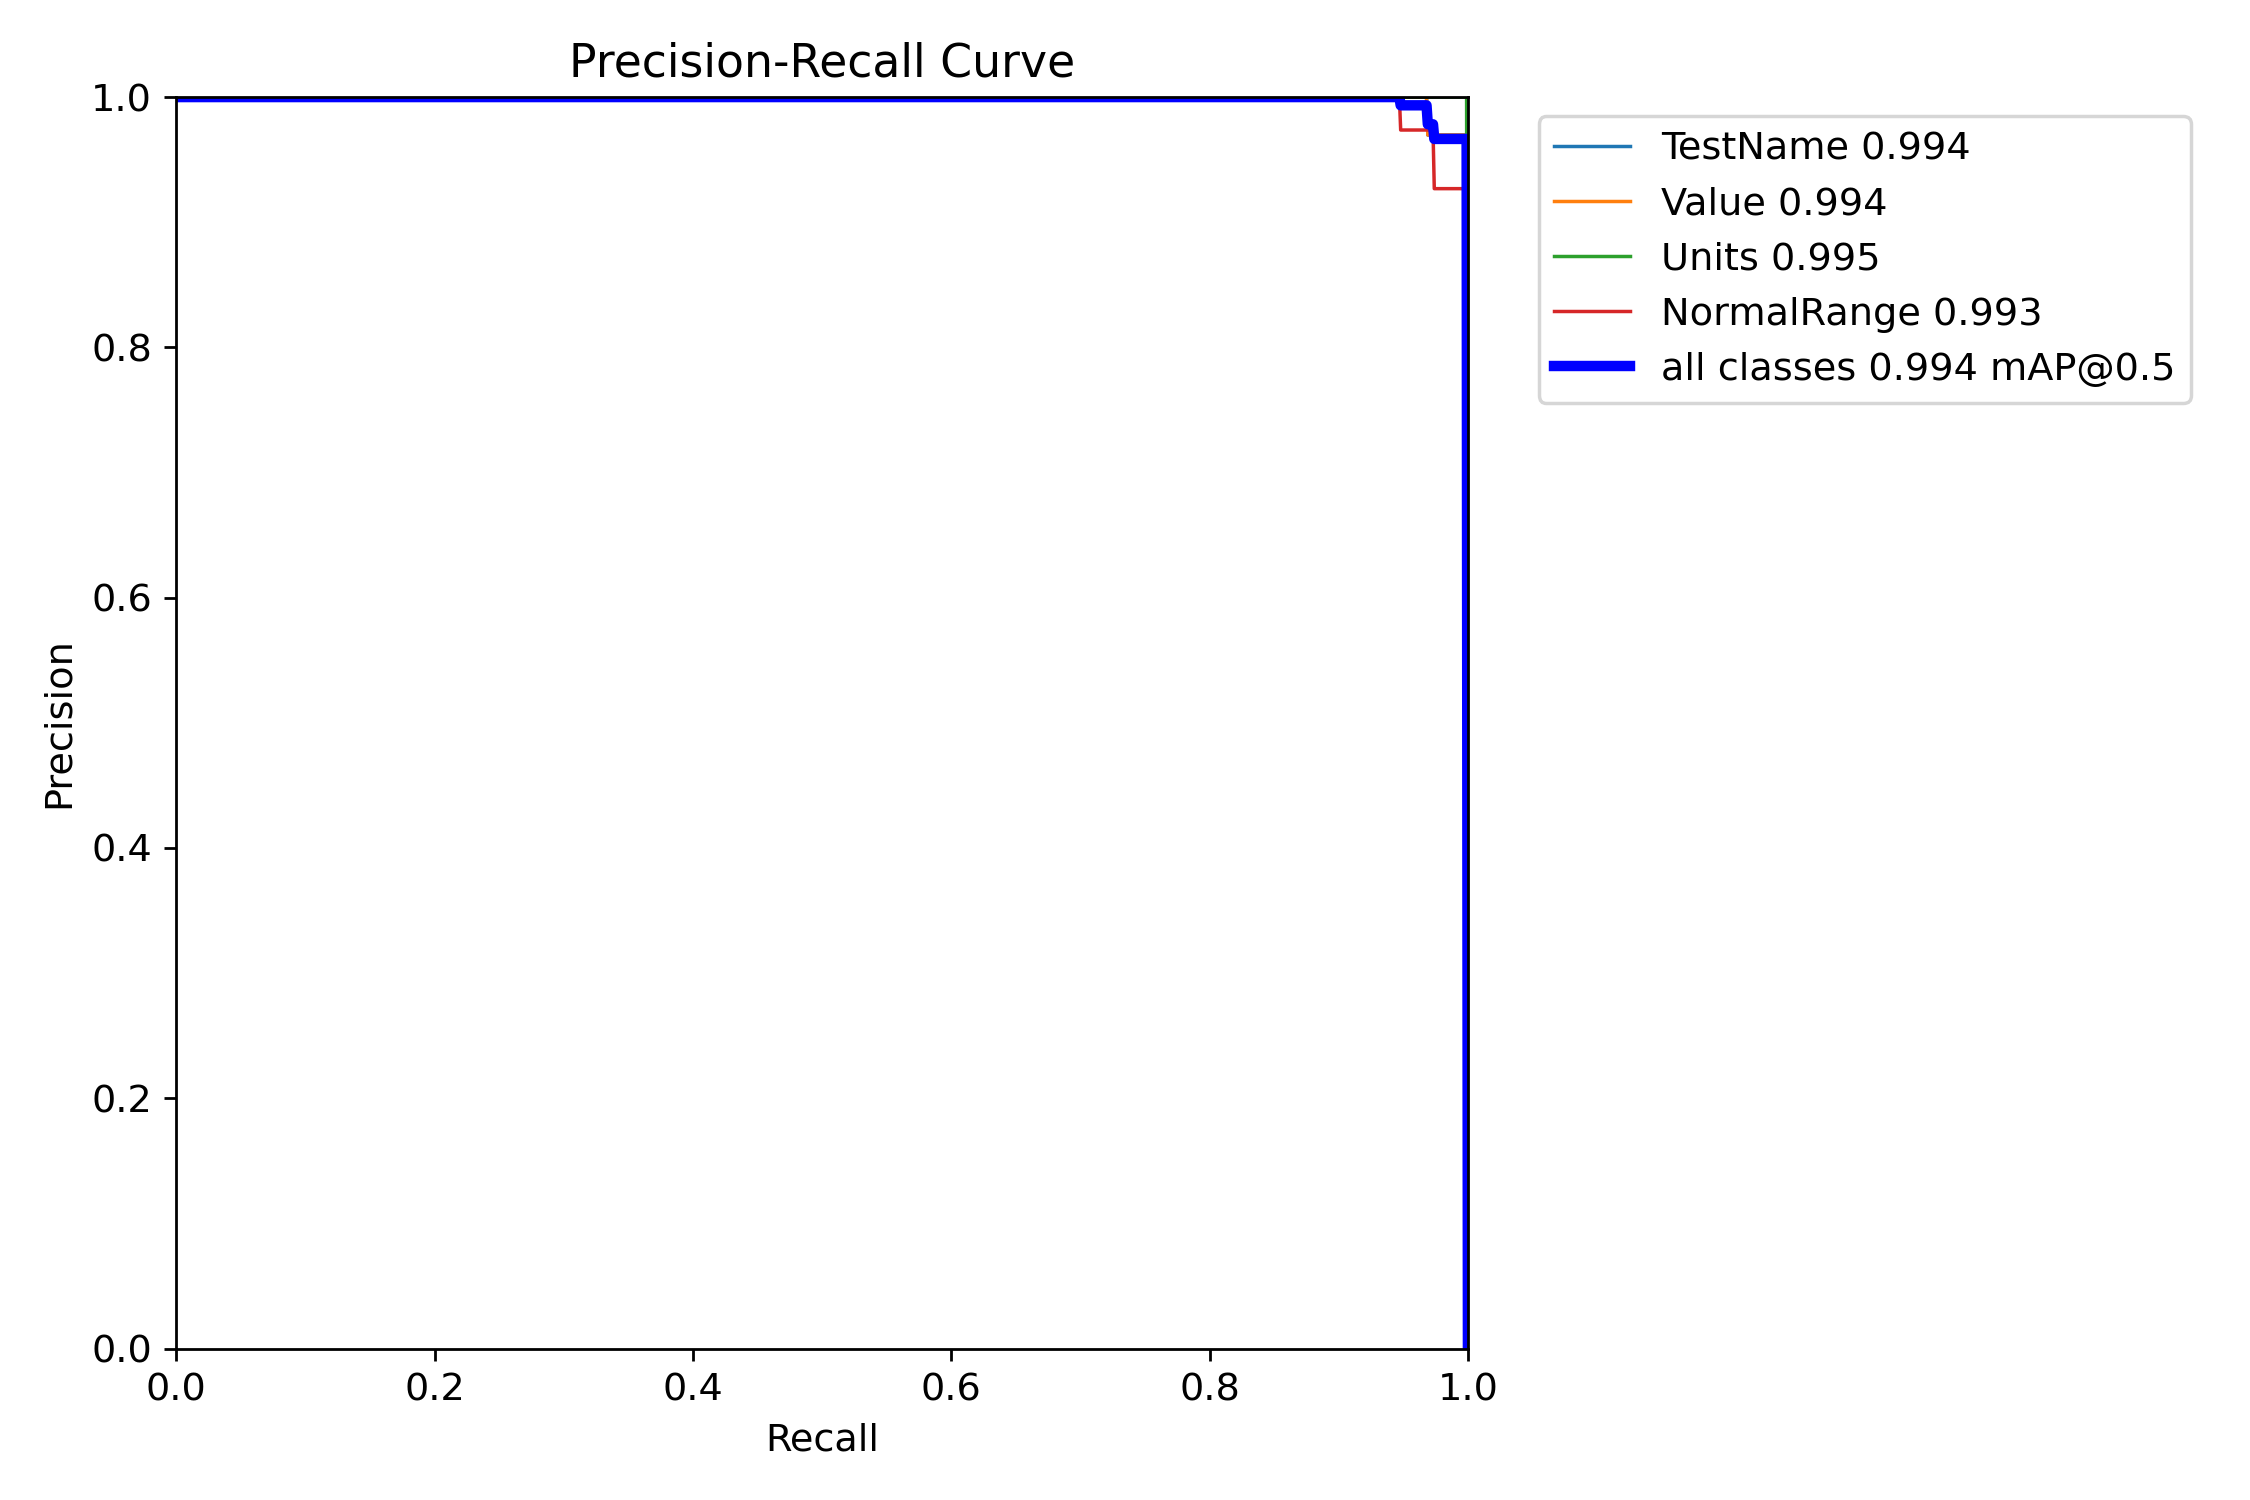 Precision-Recall Curve
1.0
0.8
0.6
0.4
0.2
0.0
Precision
0.0 0.2 0.4 0.6 0.8 1.0
Recall
TestName 0.994
Value 0.994
Units 0.995
NormalRange 0.993
all classes 0.994 mAP@0.5